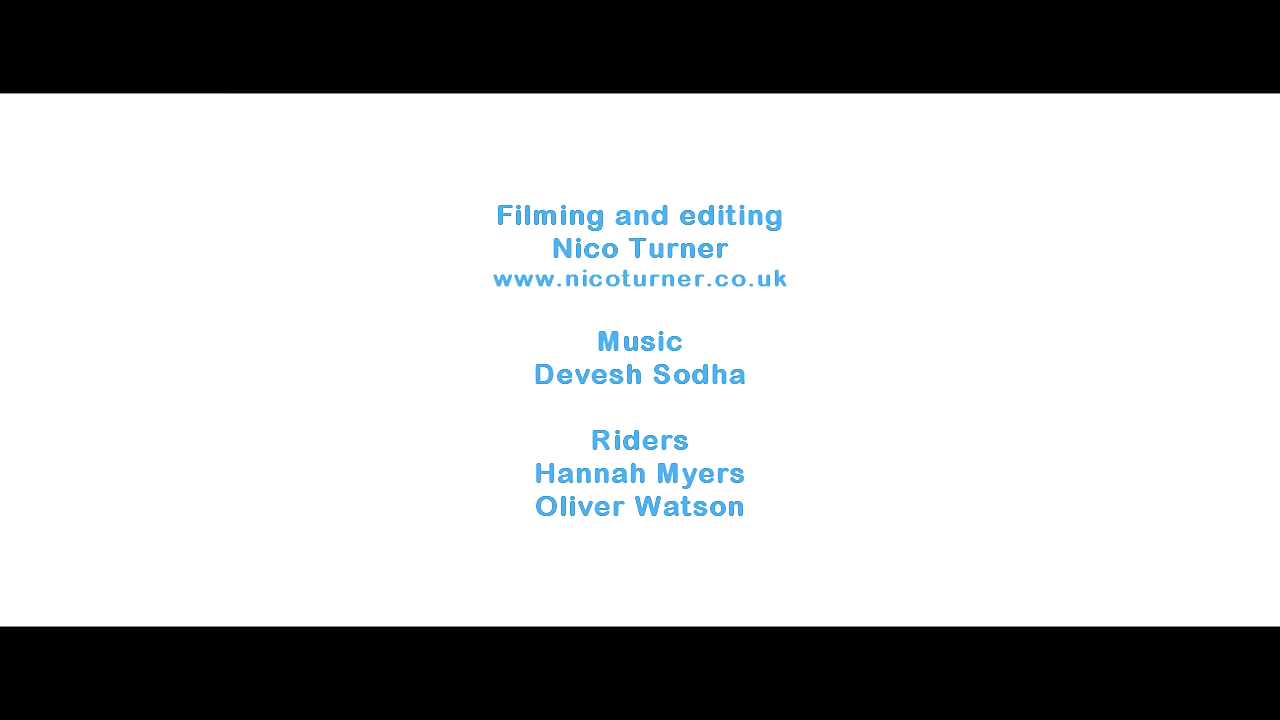 Filming and editing
Nico Turner
www.nicoturner.co.uk
Music
Devesh Sodha
Riders
Hannah Myers
Oliver Watson